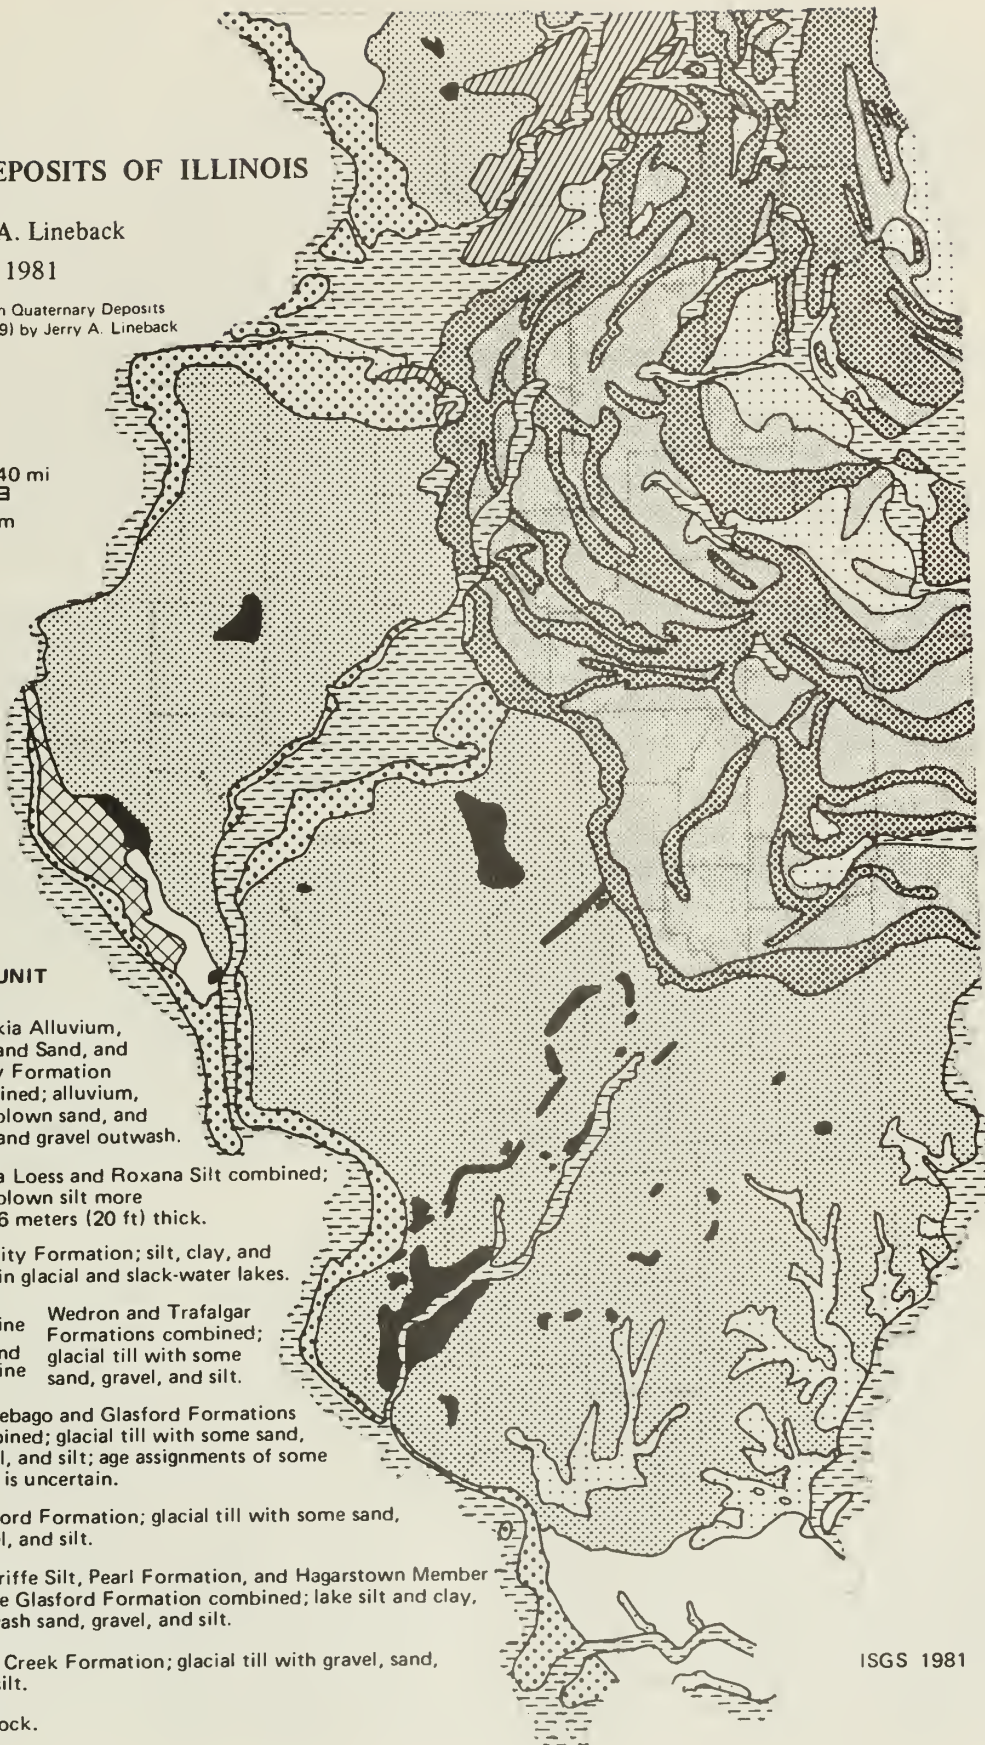 EPOSITS OF ILLINOIS
A. Lineback
1981
n Quaternary Deposits
9) by Jerry A. Lineback
40 mi
m
UNIT
kia Alluvium,
and Sand, and
y Formation
ined; alluvium,
blown sand, and
and gravel outwash.
a Loess and Roxana Silt combined;
blown silt more
6 meters (20 ft) thick.
ity Formation; silt, clay, and
in glacial and slack-water lakes.
ine Wedron and Trafalgar
Formations combined;
nd glacial till with some
ine sand, gravel, and silt.
ebago and Glasford Formations
bined; glacial till with some sand,
l, and silt; age assignments of some
is uncertain.
ord Formation; glacial till with some sand,
l, and silt.
riffe Silt, Pearl Formation, and Hagarstown Member
e Glasford Formation combined; lake silt and clay,
ash sand, gravel, and silt.
Creek Formation; glacial till with gravel, sand,
silt.
ock.
ISGS 1981